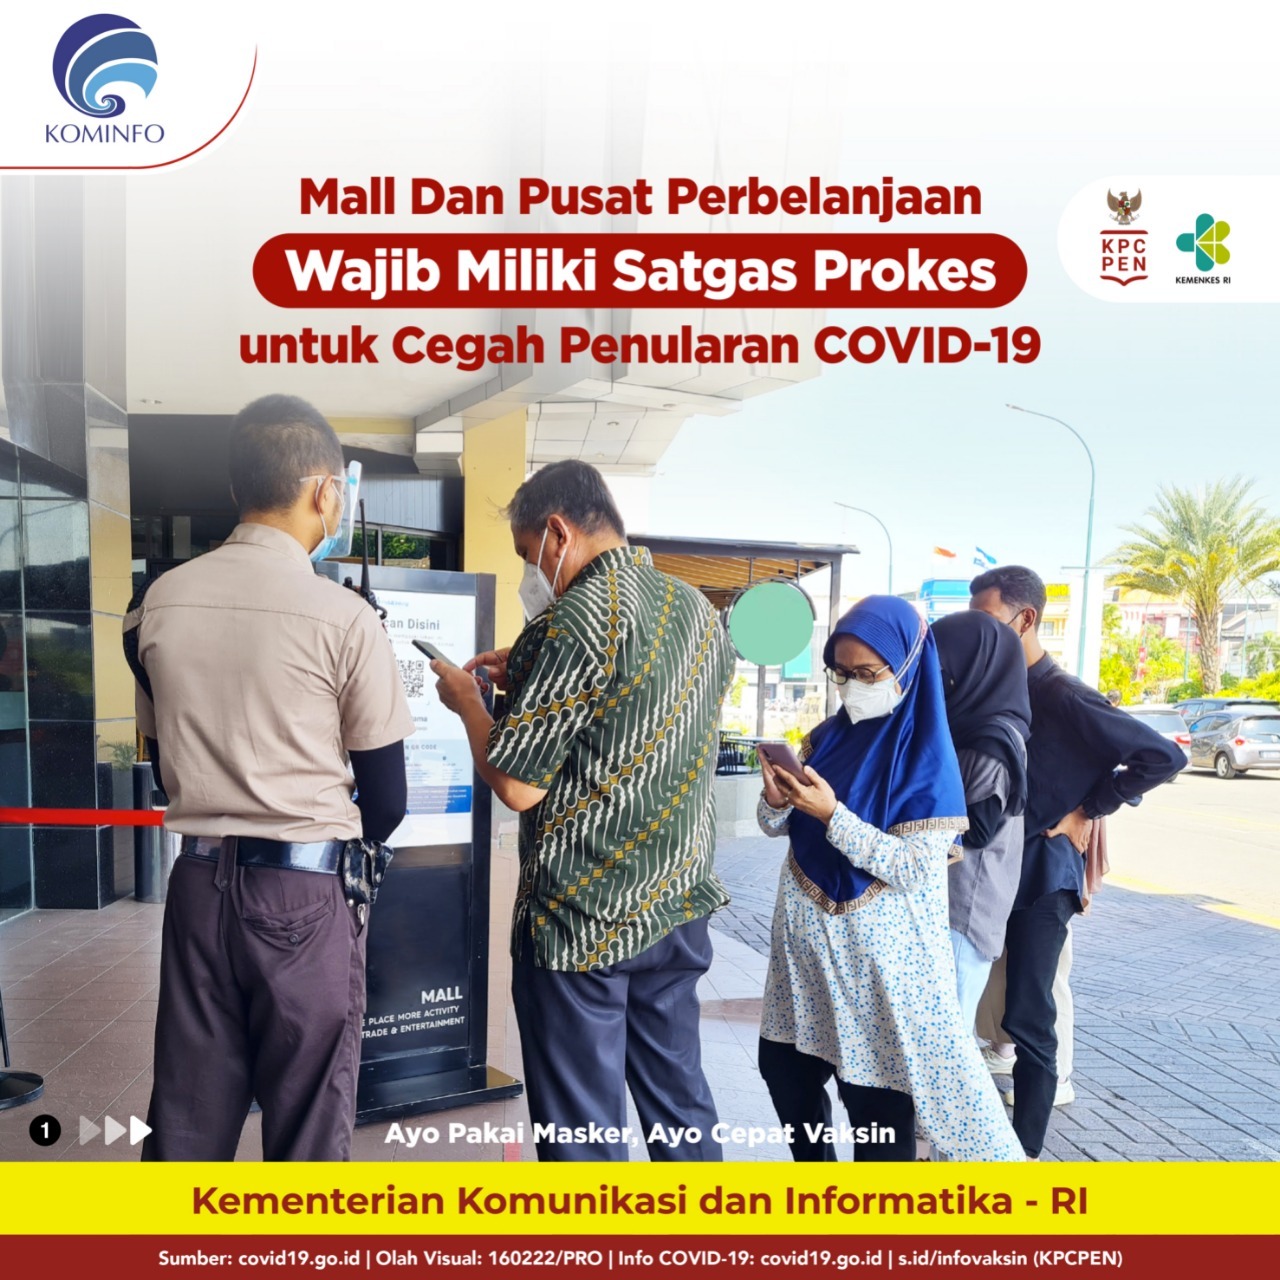 KOMINFO
Mall Dan Pusat Perbelanjaan
Wajib Miliki Satgas Prokes
untuk Cegah Penularan COVID-19
KPC
PEN
KEMENKES RI
can Disini
QR CODE
MALL
PLACE MORE ACTIVITY
TRADE & ENTERTAINMENT
1
Ayo Pakai Masker, Ayo Cepat Vaksin
Kementerian Komunikasi dan Informatika - RI
Sumber: covid19.go.id | Olah Visual: 160222/PRO | Info COVID-19: covid19.go.id | s.id/infovaksin (KPCPEN)